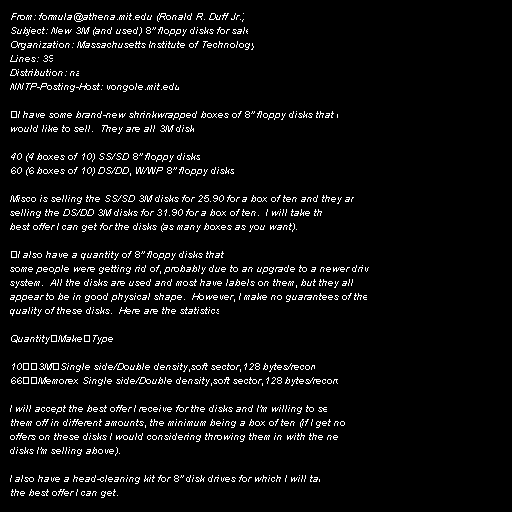 From: formula@athena.mit.edu (Ronald R. Duff Jr.)
Subject: New 3M (and used) 8" floppy disks for sale
Organization: Massachusetts Institute of Technology
Lines: 39
Distribution: na
NNTP-Posting-Host: vongole.mit.edu
I have some brand-new shrinkwrapped boxes of 8" floppy disks that I
would like to sell. They are all 3M disk
40 (4 boxes of 10) SS/SD 8" floppy disks
60 (6 boxes of 10) DS/DD, W/WP 8" floppy disks
Misco is selling the SS/SD 3M disks for 25.90 for a box of ten and they ar
selling the DS/DD 3M disks for 31.90 for a box of ten. I will take th
best offer I can get for the disks (as many boxes as you want).
I also have a quantity of 8" floppy disks that
some people were getting rid of, probably due to an upgrade to a newer driv
system. All the disks are used and most have labels on them, but they all
appear to be in good physical shape. However, I make no guarantees of the
quality of these disks. Here are the statistics
Quantity Make Type
10 3M Single side/Double density,soft sector,128 bytes/recor
66 Memorex Single side/Double density,soft sector,128 bytes/recor
I will accept the best offer I receive for the disks and I'm willing to se
them off in different amounts, the minimum being a box of ten (if I get no
offers on these disks I would considering throwing them in with the ne
disks I'm selling above).
I also have a head-cleaning kit for 8" disk drives for which I will ta
the best offer I can get.